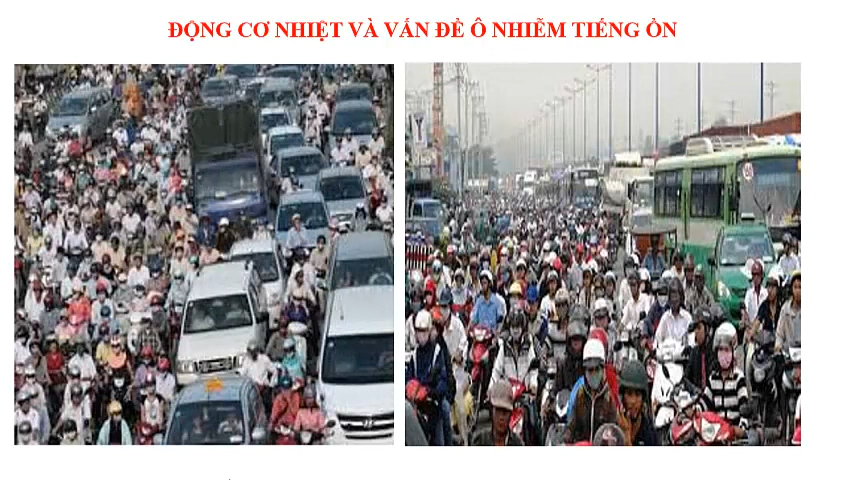 ĐỘNG CƠ NHIỆT VÀ VẤN ĐỀ Ô NHIỄM TIẾNG ỒN